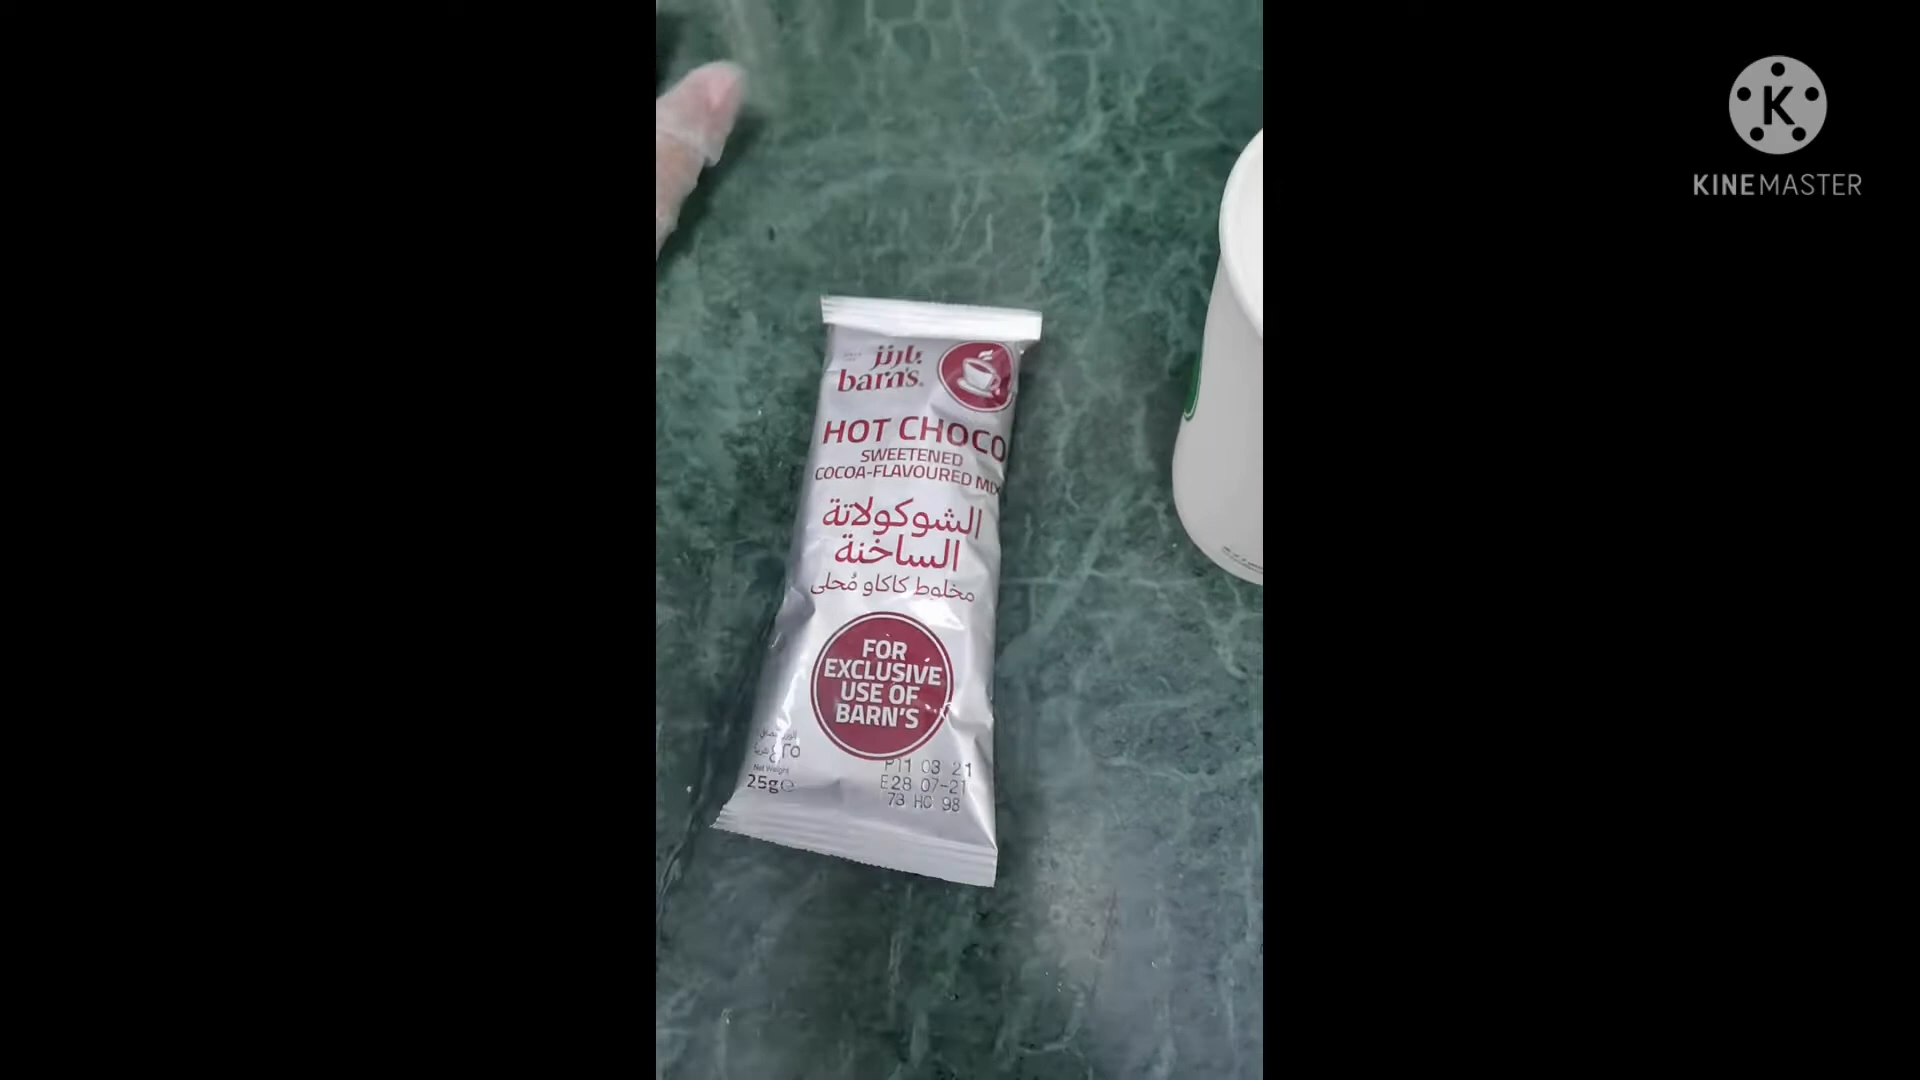 بارنز
barn's
HOT CHOCO
SWEETENED
COCOA-FLAVOURED MIX
الشوكولاتة
الساخنة
مخلوط كاكاو مُحلى
FOR
EXCLUSIVE
USE OF
BARN'S
Net Weight
25g℮
P11 03 21
E28 07-21
73 HC 98
K
KINEMASTER